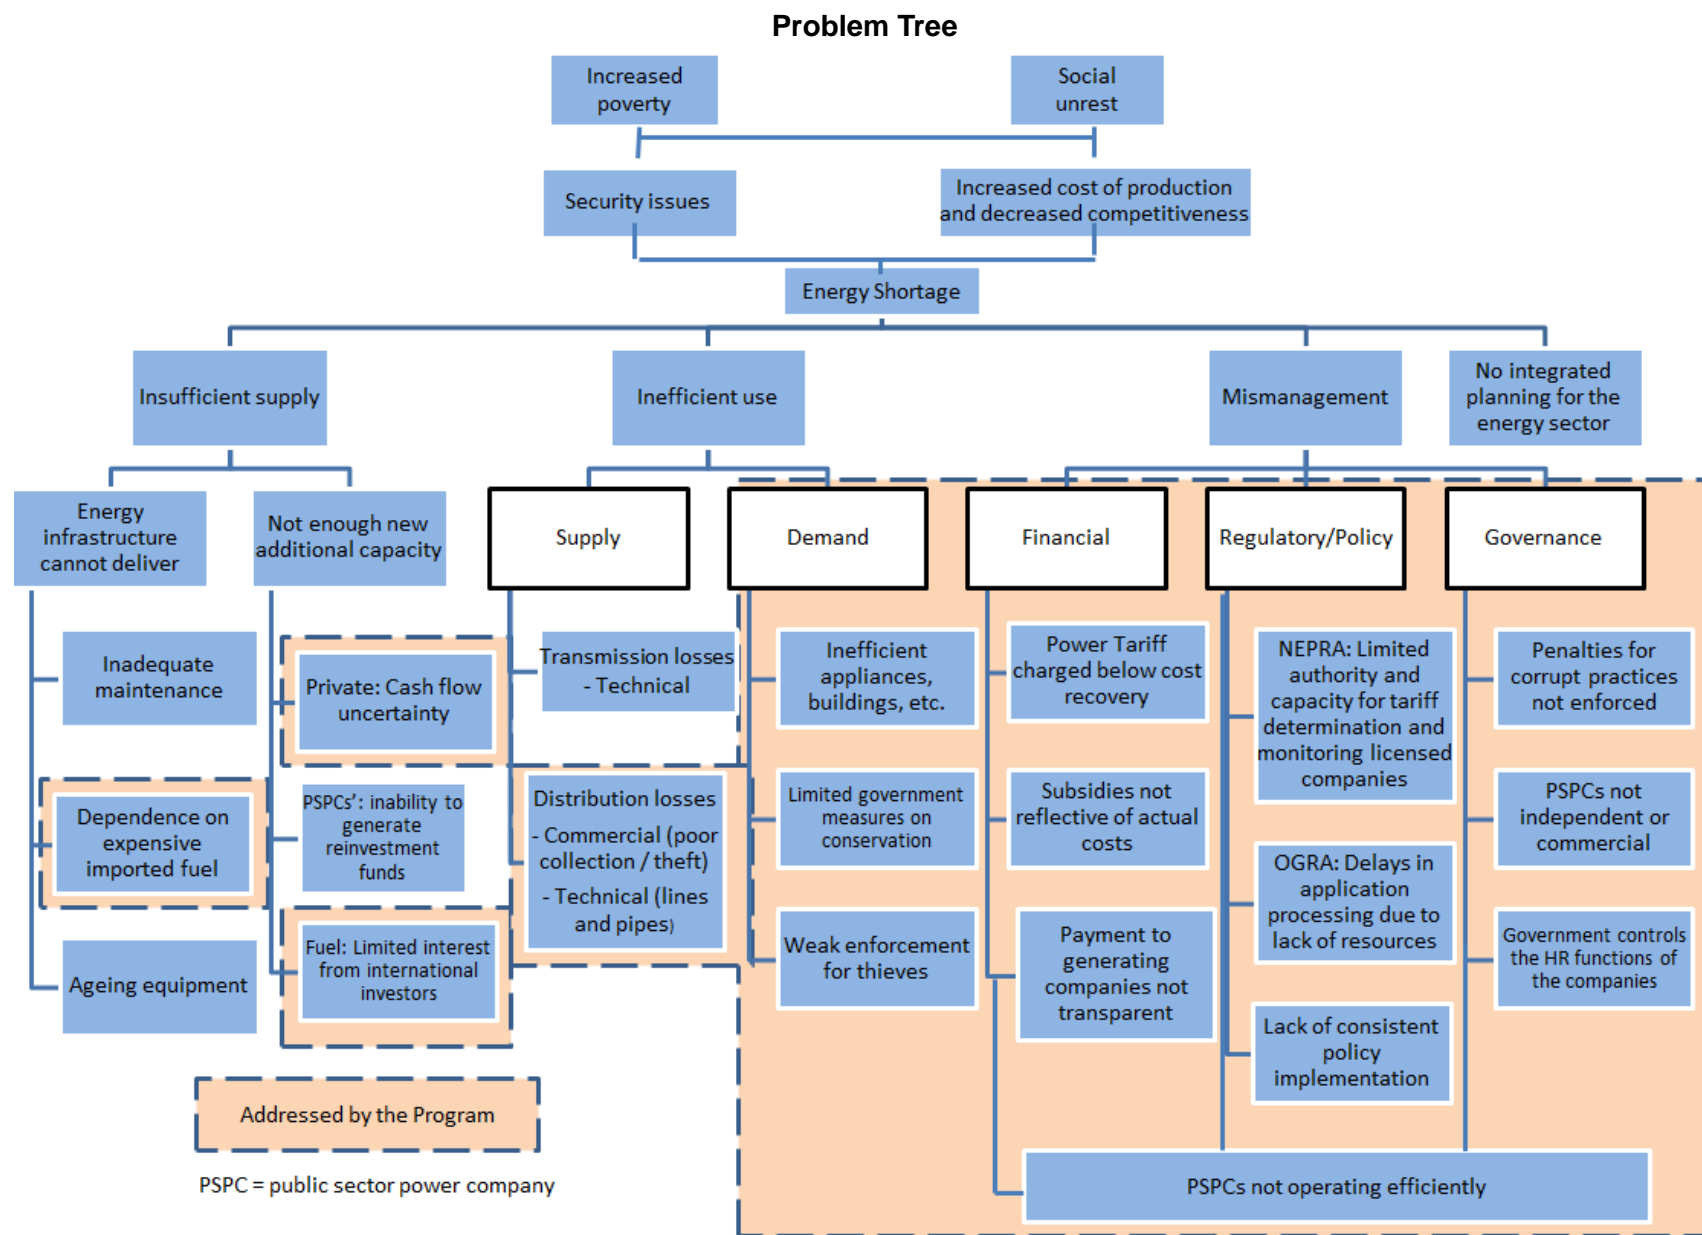 Problem Tree
Increased
poverty
Social
unrest
Security issues
Increased cost of production
and decreased competitiveness
Energy Shortage
Insufficient supply
Inefficient use
Mismanagement
No integrated
planning for the
energy sector
Energy
infrastructure
cannot deliver
Not enough new
additional capacity
Supply
Demand
Financial
Regulatory/Policy
Governance
Inadequate
maintenance
Dependence on
expensive
imported fuel
Ageing equipment
Private: Cash flow
uncertainty
PSPCs’: inability to
generate
reinvestment
funds
Fuel: Limited interest
from international
investors
Transmission losses
- Technical
Distribution losses
- Commercial (poor
collection / theft)
- Technical (lines
and pipes)
Inefficient
appliances,
buildings, etc.
Limited government
measures on
conservation
Weak enforcement
for thieves
Power Tariff
charged below cost
recovery
Subsidies not
reflective of actual
costs
Payment to
generating
companies not
transparent
NEPRA: Limited
authority and
capacity for tariff
determination and
monitoring licensed
companies
OGRA: Delays in
application
processing due to
lack of resources
Lack of consistent
policy
implementation
Penalties for
corrupt practices
not enforced
PSPCs not
independent or
commercial
Government controls
the HR functions of
the companies
PSPCs not operating efficiently
Addressed by the Program
PSPC = public sector power company